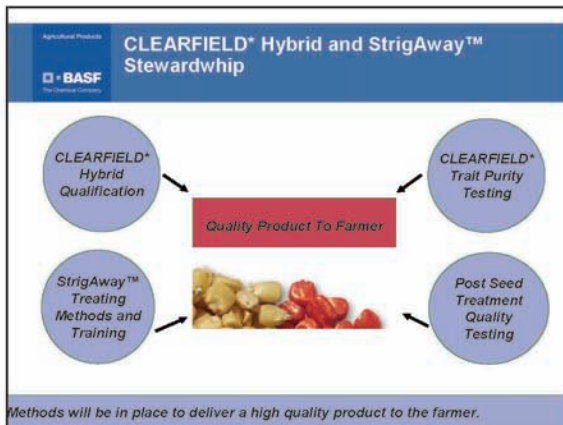 Agricultural Products
BASF
The Chemical Company
CLEARFIELD* Hybrid and StrigAway™
Stewardwhip
CLEARFIELD*
Hybrid
Qualification
CLEARFIELD*
Trait Purity
Testing
Quality Product To Farmer
StrigAway™
Treating
Methods and
Training
Post Seed
Treatment
Quality
Testing
Methods will be in place to deliver a high quality product to the farmer.